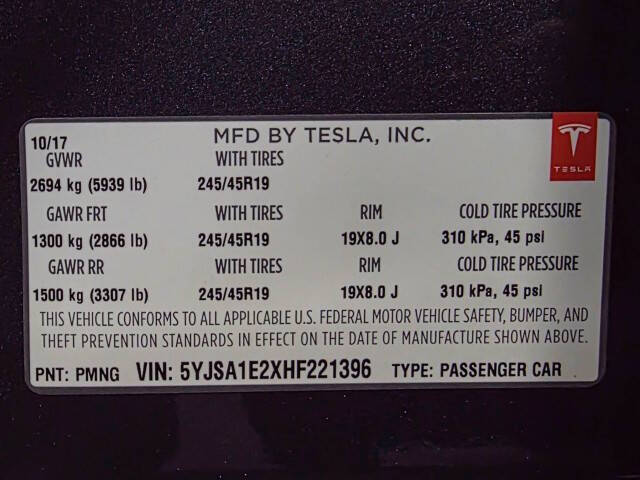 10/17 MFD BY TESLA, INC.
TESLA
GVWR WITH TIRES
2694 kg (5939 lb) 245/45R19
GAWR FRT WITH TIRES RIM COLD TIRE PRESSURE
1300 kg (2866 lb) 245/45R19 19X8.0 J 310 kPa, 45 psi
GAWR RR WITH TIRES RIM COLD TIRE PRESSURE
1500 kg (3307 lb) 245/45R19 19X8.0 J 310 kPa, 45 psi
THIS VEHICLE CONFORMS TO ALL APPLICABLE U.S. FEDERAL MOTOR VEHICLE SAFETY, BUMPER, AND
THEFT PREVENTION STANDARDS IN EFFECT ON THE DATE OF MANUFACTURE SHOWN ABOVE.
PNT: PMNG VIN: 5YJSA1E2XHF221396 TYPE: PASSENGER CAR